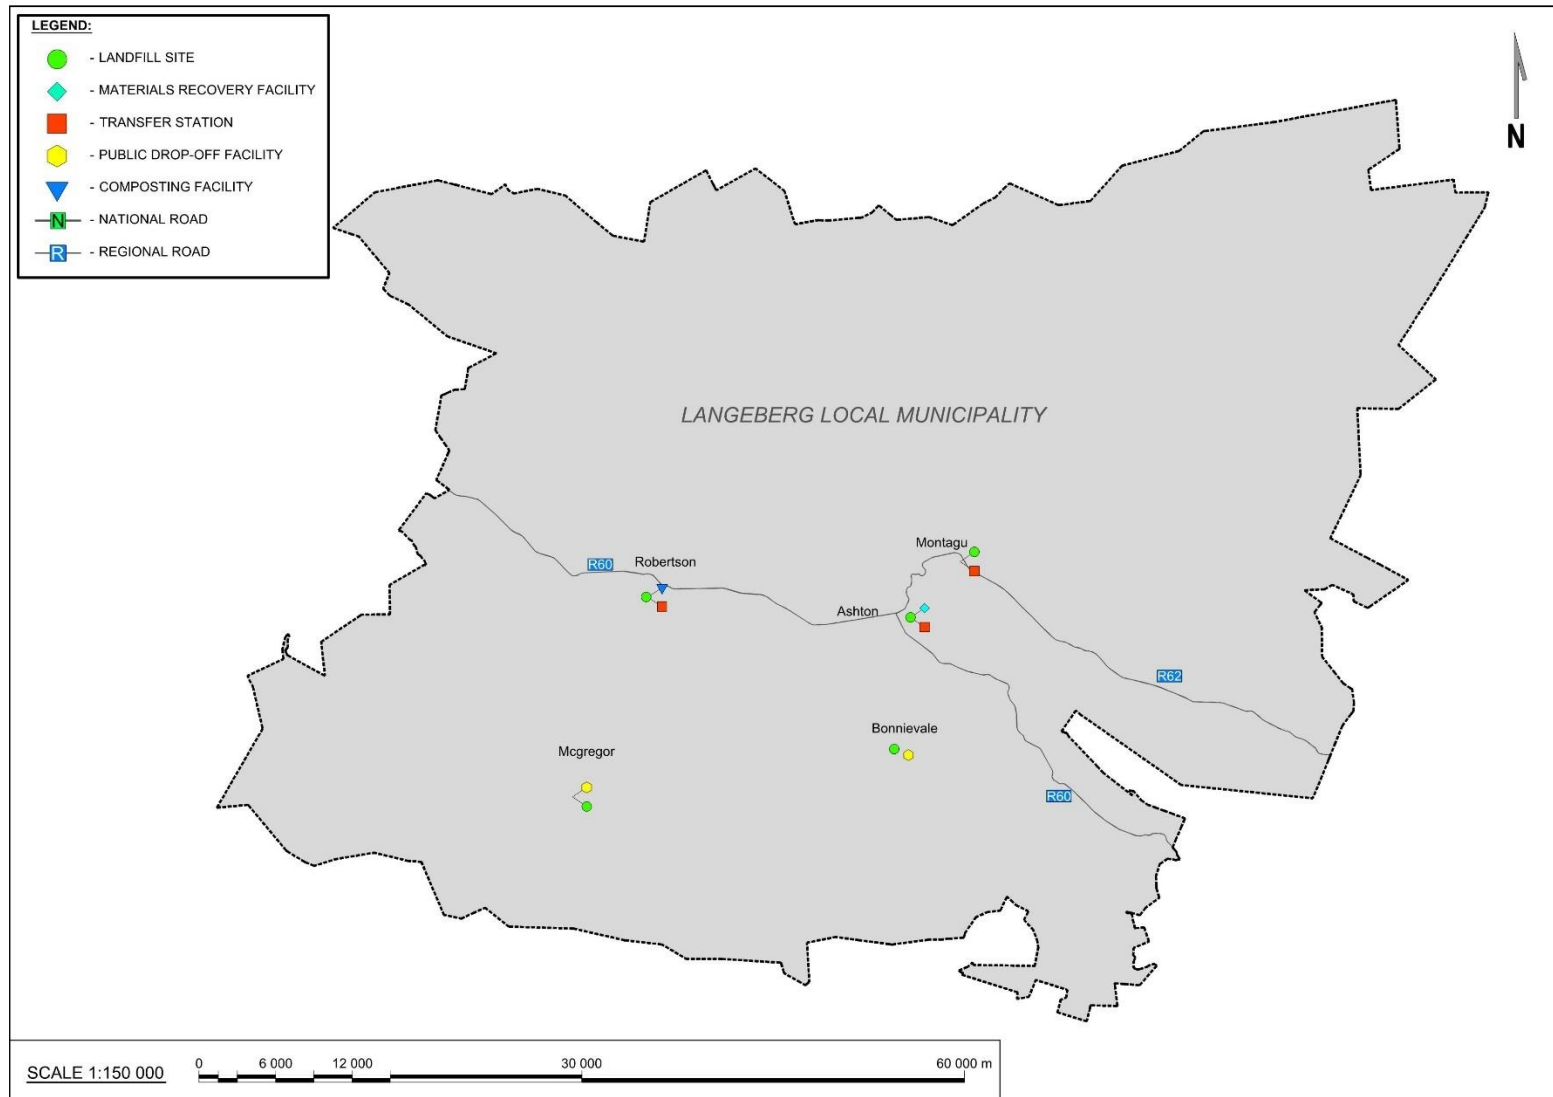 LEGEND:
- LANDFILL SITE
- MATERIALS RECOVERY FACILITY
- TRANSFER STATION
- PUBLIC DROP-OFF FACILITY
- COMPOSTING FACILITY
N - NATIONAL ROAD
R - REGIONAL ROAD
N
LANGEBERG LOCAL MUNICIPALITY
Montagu
Robertson
R60
Ashton
R62
Bonnievale
Mcgregor
R60
SCALE 1:150 000
0 6 000 12 000 30 000 60 000 m